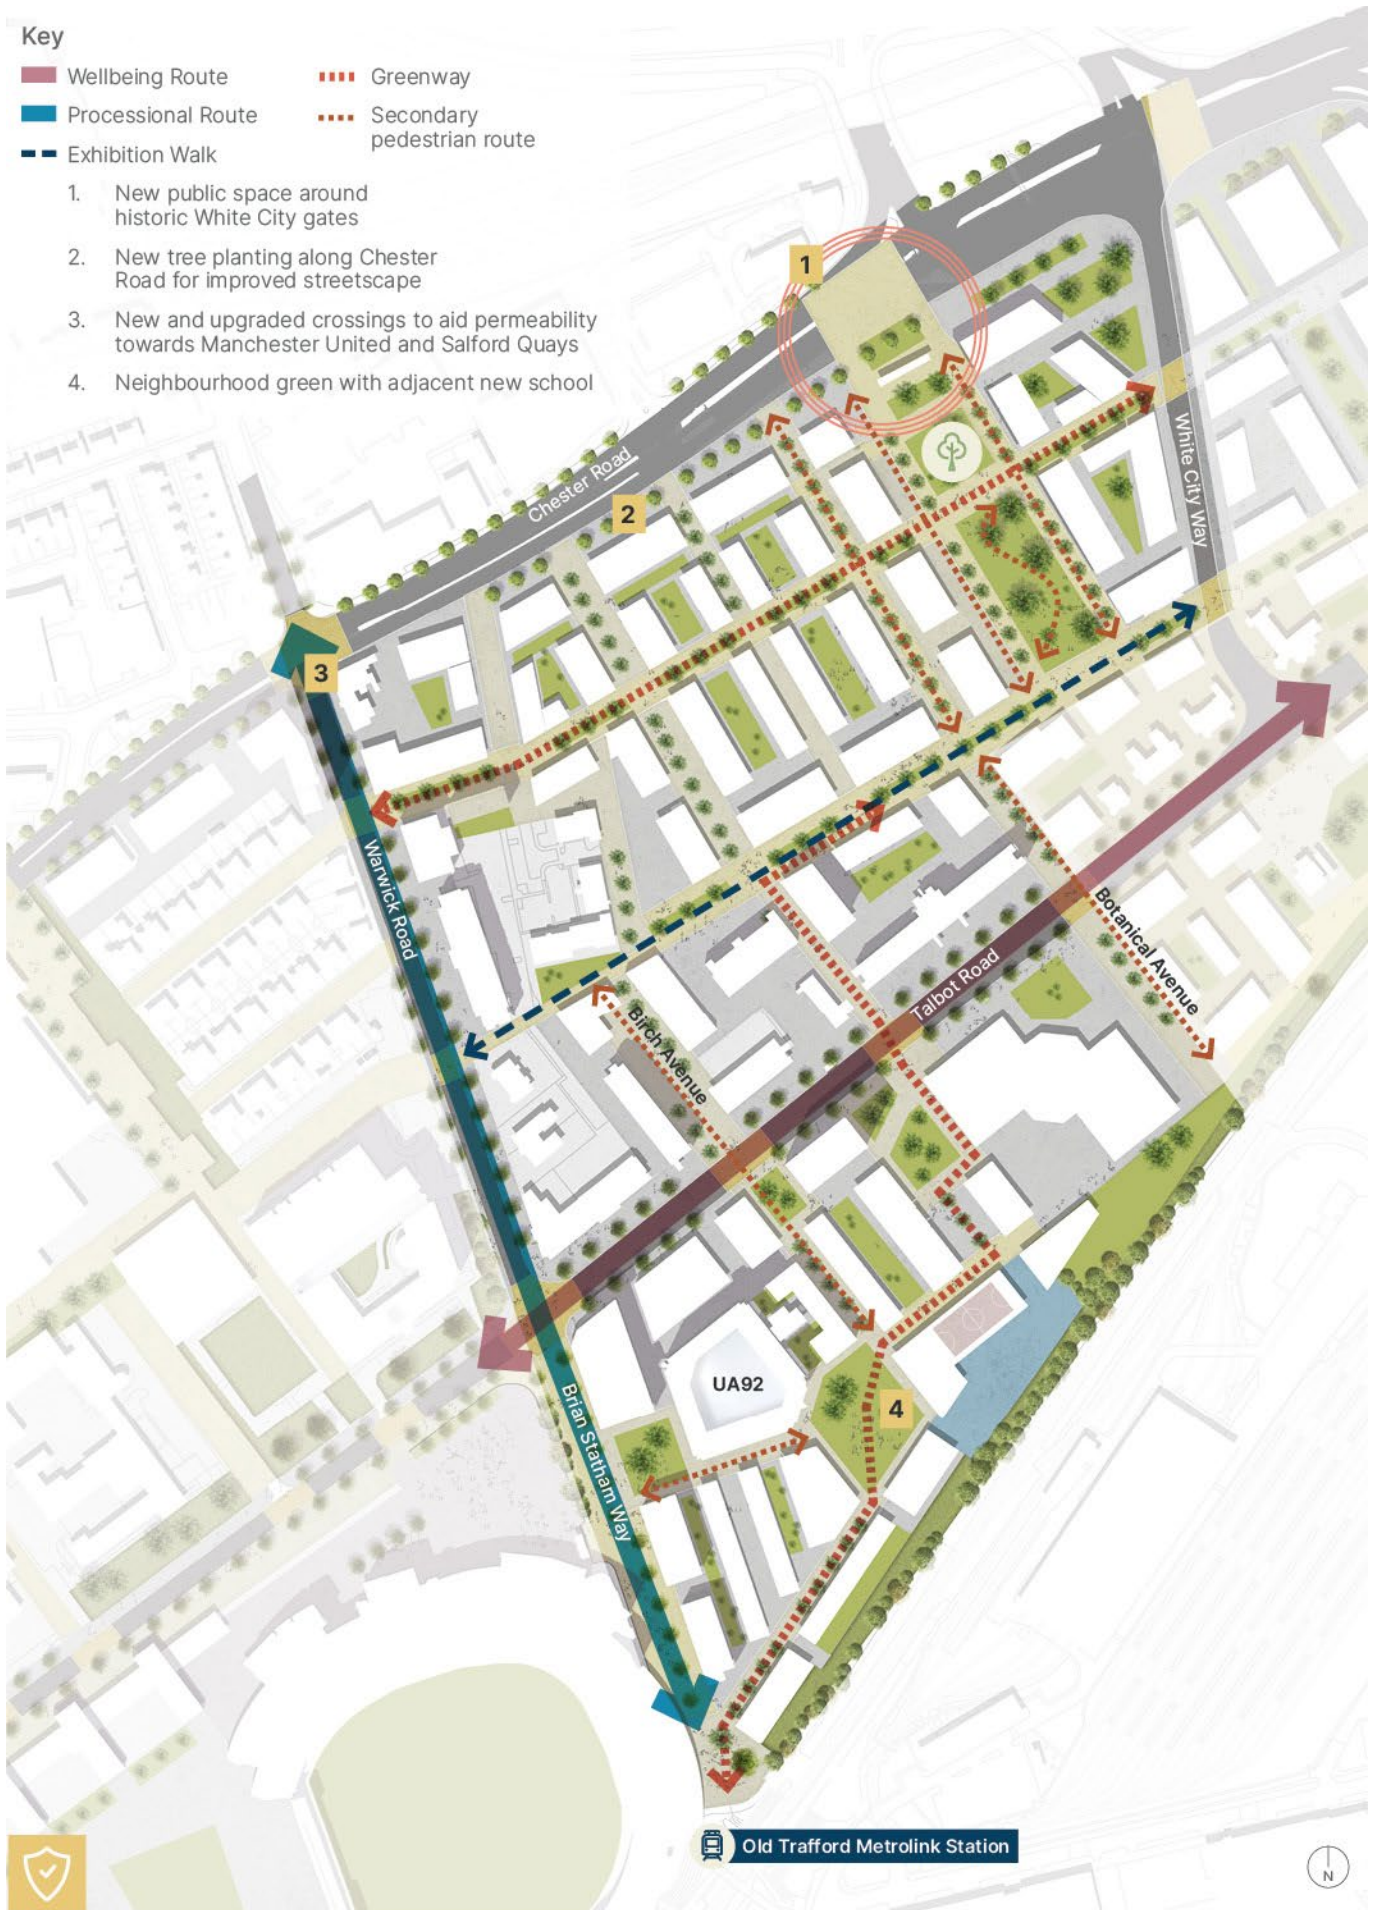 Key
Wellbeing Route
Processional Route
Exhibition Walk
Greenway
Secondary
pedestrian route
1. New public space around
historic White City gates
2. New tree planting along Chester
Road for improved streetscape
3. New and upgraded crossings to aid permeability
towards Manchester United and Salford Quays
4. Neighbourhood green with adjacent new school
1
Chester Road
2
White City Way
3
Warwick Road
Botanical Avenue
Talbot Road
Birch Avenue
UA92
4
Brian Statham Way
Old Trafford Metrolink Station
N